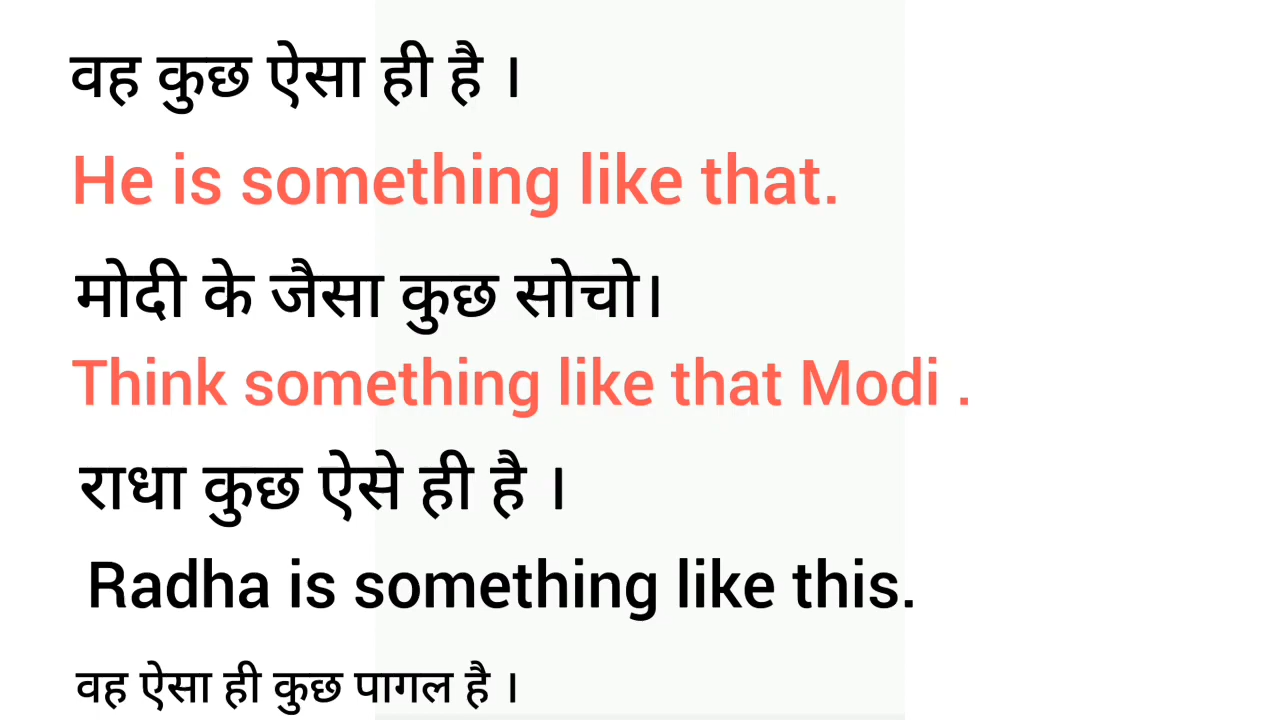 वह कुछ ऐसा ही है ।
He is something like that.
मोदी के जैसा कुछ सोचो।
Think something like that Modi .
राधा कुछ ऐसे ही है ।
Radha is something like this.
वह ऐसा ही कुछ पागल है ।